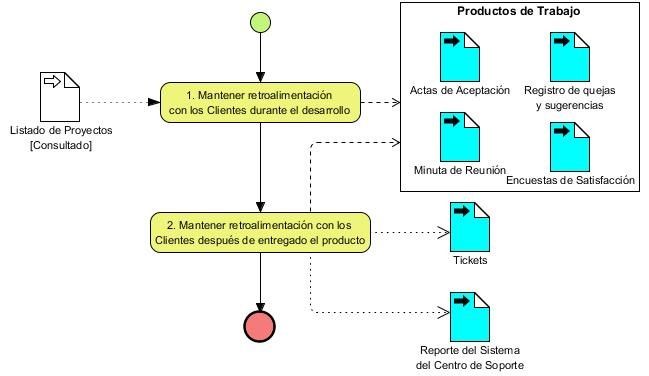 Productos de Trabajo
Actas de Aceptación
Registro de quejas
y sugerencias
1. Mantener retroalimentación
con los Clientes durante el desarrollo
Listado de Proyectos
[Consultado]
Minuta de Reunión
Encuestas de Satisfacción
2. Mantener retroalimentación con los
Clientes después de entregado el producto
Tickets
Reporte del Sistema
del Centro de Soporte